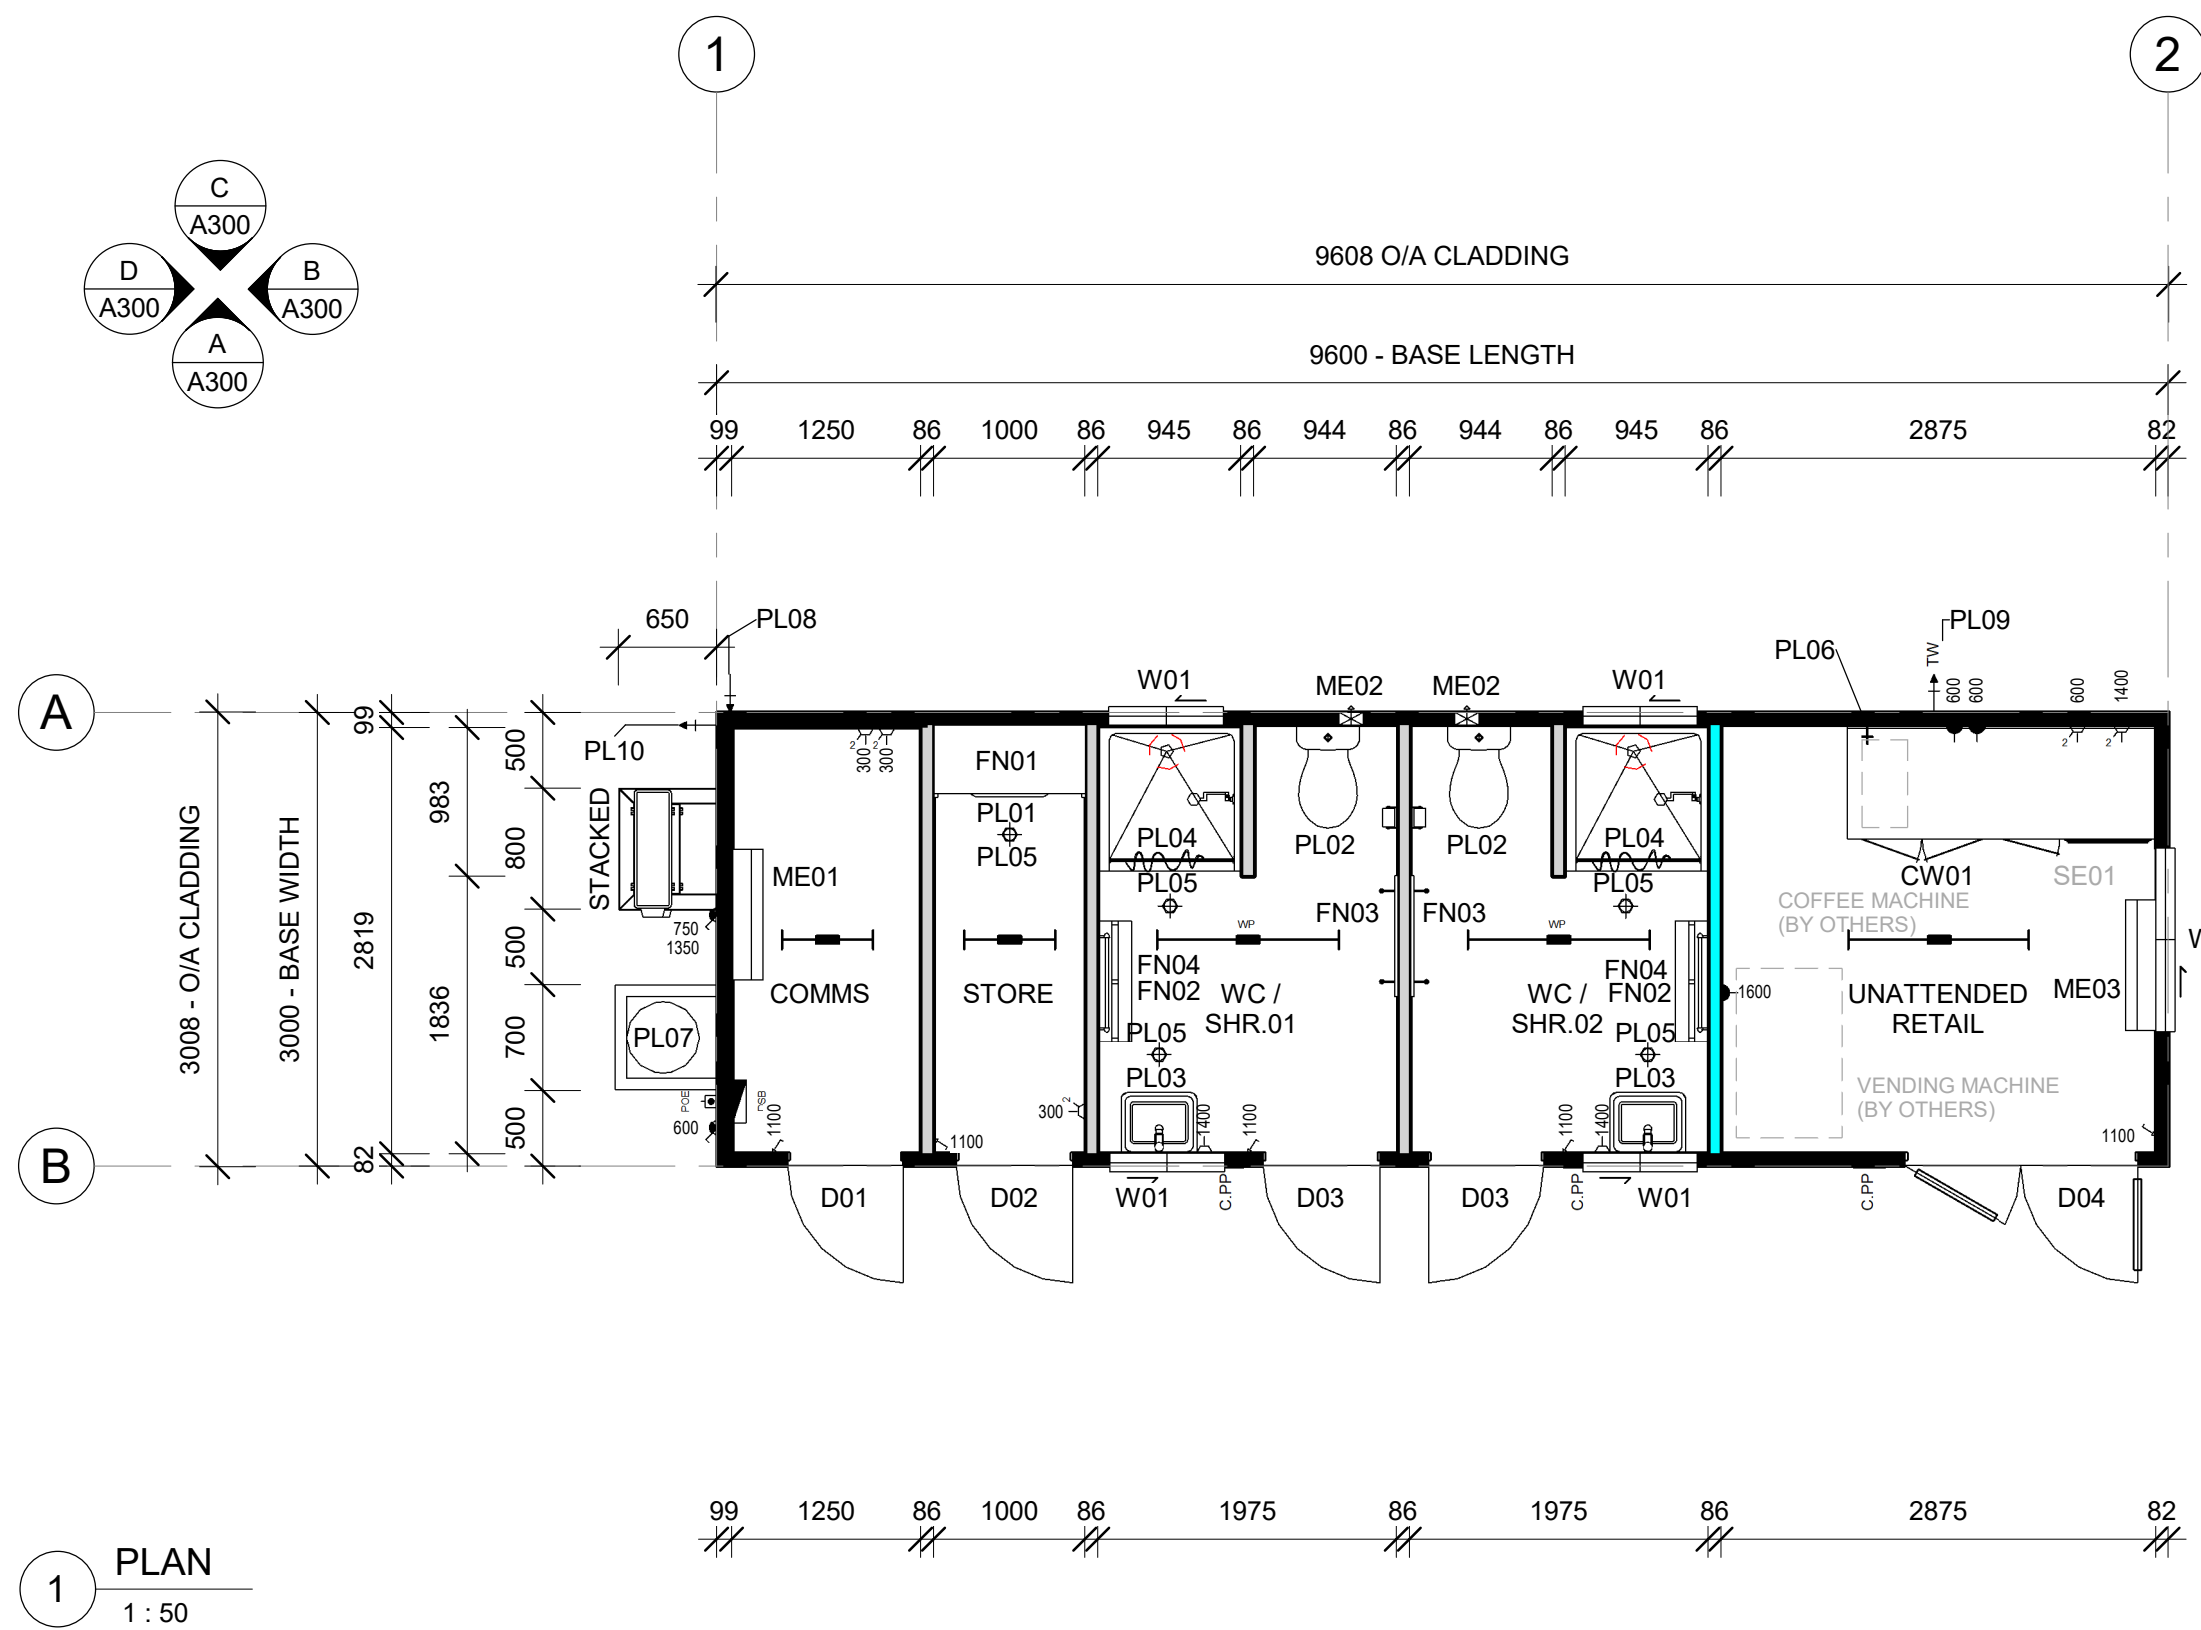 1
2
C
A300
D
A300
B
A300
A
A300
9608 O/A CLADDING
9600 - BASE LENGTH
99 1250 86 1000 86 945 86 944 86 944 86 945 86 2875 82
650
PL08
PL09
PL06
TW
600
600
600
1400
W01
ME02
ME02
W01
A
PL10
99
500
983
800
STACKED
3008 - O/A CLADDING
3000 - BASE WIDTH
2819
500
1836
700
82
500
B
2
300
2
300
FN01
PL01
PL05
ME01
750
1350
COMMS
STORE
PL07
POE
600
1100
300
2
1100
PL04
PL05
PL02
FN03
WP
FN04
FN02
WC /
SHR.01
PL05
PL03
1400
1100
PL02
PL04
PL05
FN03
WP
FN04
FN02
WC /
SHR.02
PL05
PL03
1100
1400
2
2
CW01
SE01
COFFEE MACHINE
(BY OTHERS)
W
1600
UNATTENDED
RETAIL
ME03
VENDING MACHINE
(BY OTHERS)
1100
D01
D02
W01
C.PP
D03
D03
C.PP
W01
C.PP
D04
99 1250 86 1000 86 1975 86 1975 86 2875 82
1
PLAN
1 : 50